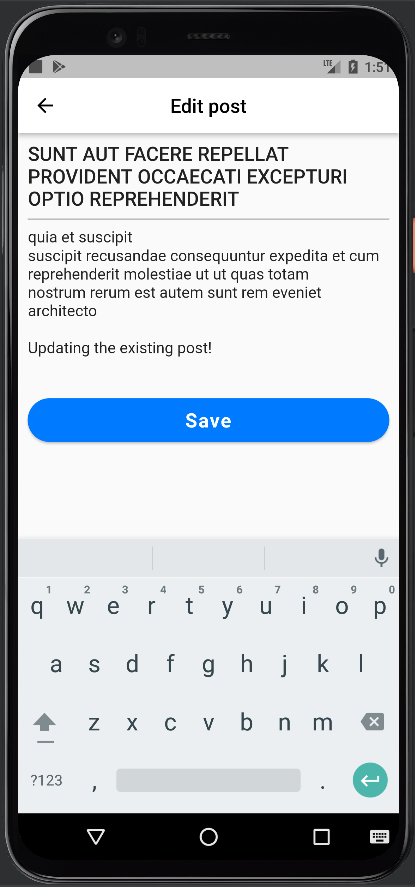 LTE 1:51
Edit post
SUNT AUT FACERE REPELLAT
PROVIDENT OCCAECATI EXCEPTURI
OPTIO REPREHENDERIT
quia et suscipit
suscipit recusandae consequuntur expedita et cum
reprehenderit molestiae ut ut quas totam
nostrum rerum est autem sunt rem eveniet
architecto
Updating the existing post!
Save
1 2 3 4 5 6 7 8 9 0
q w e r t y u i o p
a s d f g h j k l
z x c v b n m
?123 , .